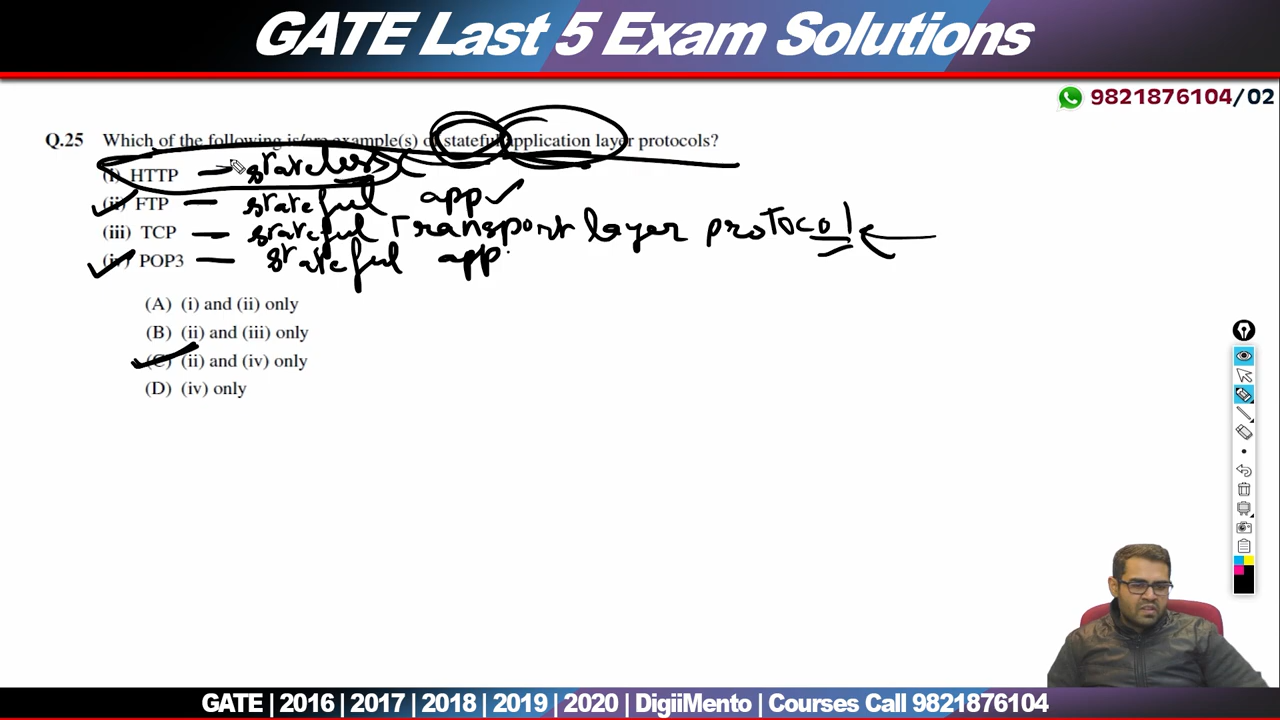 GATE Last 5 Exam Solutions
9821876104/02
Q.25 Which of the following is/are example(s) of stateful application layer protocols?
(i) HTTP → stateless
(ii) FTP — stateful app ✓
(iii) TCP — stateful Transport layer protocol ←
(iv) POP3 — stateful app.
(A) (i) and (ii) only
(B) (ii) and (iii) only
(C) (ii) and (iv) only
(D) (iv) only
GATE | 2016 | 2017 | 2018 | 2019 | 2020 | DigiiMento | Courses Call 9821876104